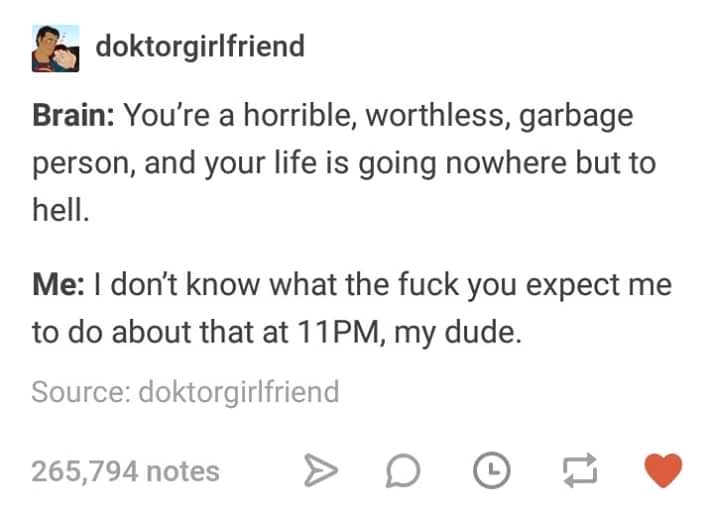 doktorgirlfriend
Brain: You're a horrible, worthless, garbage
person, and your life is going nowhere but to
hell.
Me: I don't know what the fuck you expect me
to do about that at 11PM, my dude.
Source: doktorgirlfriend
265,794 notes